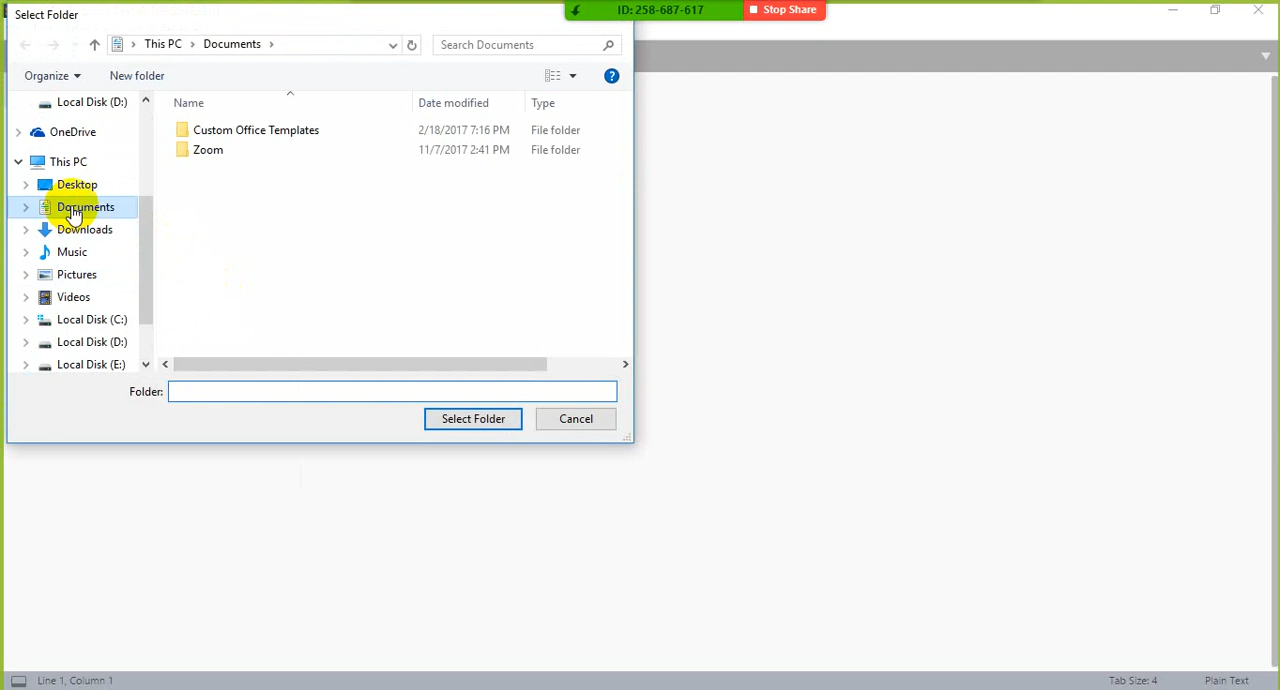 Select Folder
ID: 258-687-617
Stop Share
This PC
Documents
Search Documents
Organize
New folder
Name
Date modified
Type
Custom Office Templates
2/18/2017 7:16 PM
File folder
Zoom
11/7/2017 2:41 PM
File folder
Local Disk (D:)
OneDrive
This PC
Desktop
Documents
Downloads
Music
Pictures
Videos
Local Disk (C:)
Local Disk (D:)
Local Disk (E:)
Folder:
Select Folder
Cancel
Line 1, Column 1
Tab Size: 4
Plain Text